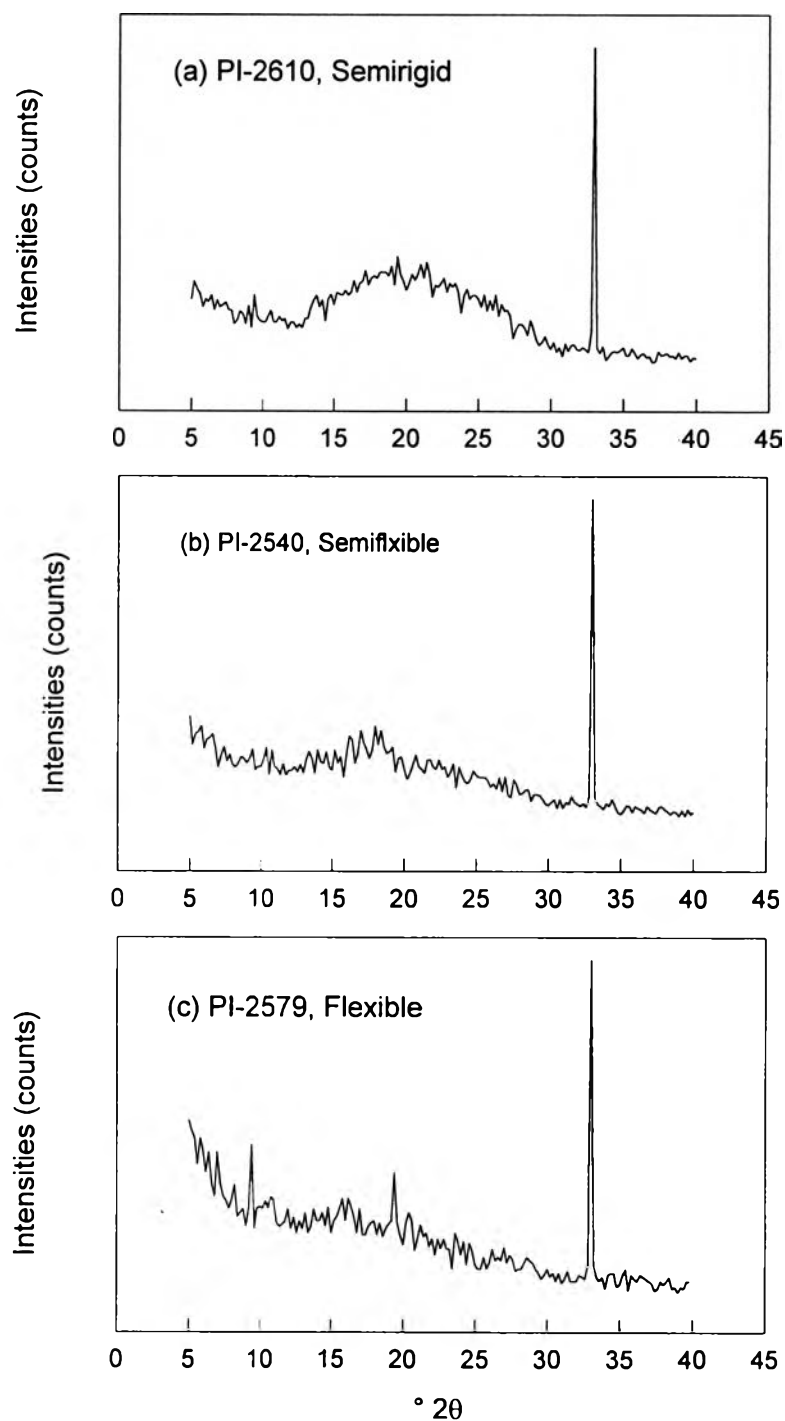 (a) PI-2610, Semirigid
Intensities (counts)
0 5 10 15 20 25 30 35 40 45
(b) PI-2540, Semiflxible
Intensities (counts)
0 5 10 15 20 25 30 35 40 45
(c) PI-2579, Flexible
Intensities (counts)
0 5 10 15 20 25 30 35 40 45
° 2θ